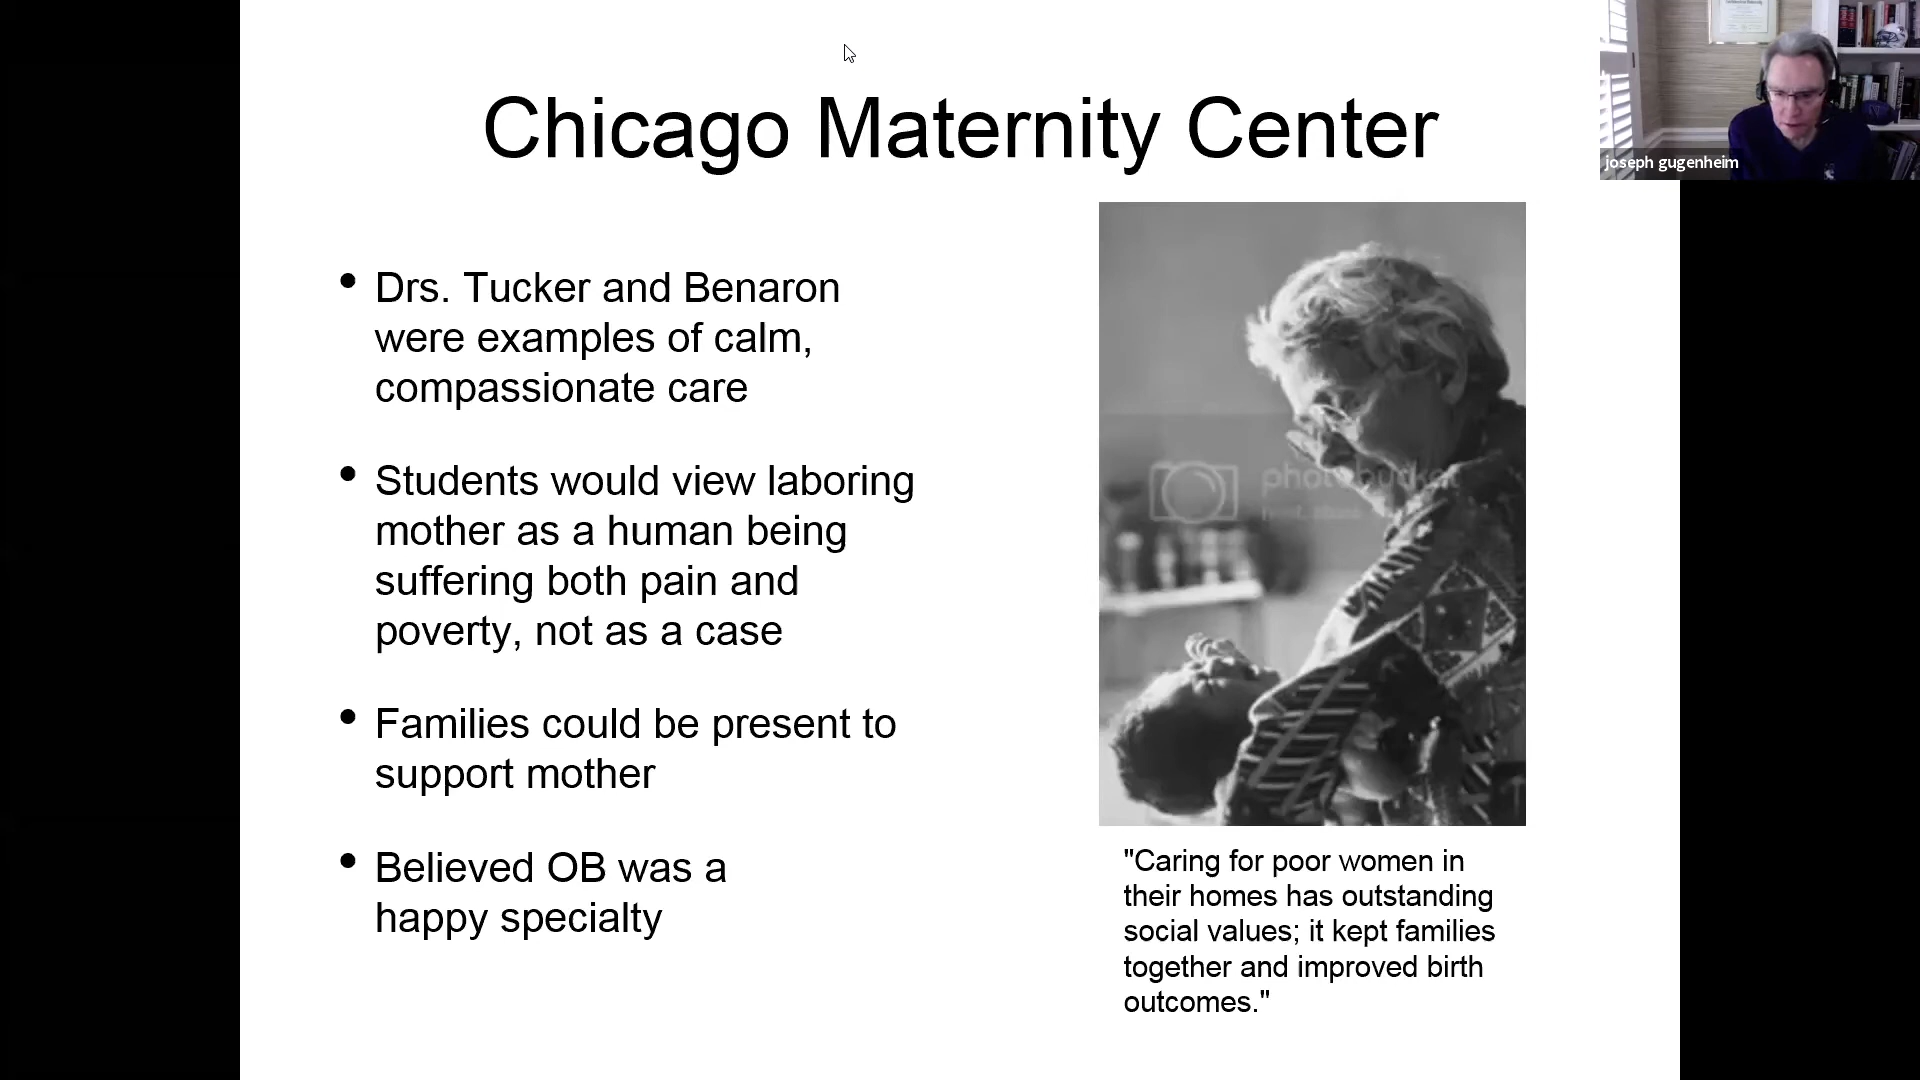 Chicago Maternity Center
joseph gugenheim
• Drs. Tucker and Benaron
were examples of calm,
compassionate care
• Students would view laboring
mother as a human being
suffering both pain and
poverty, not as a case
• Families could be present to
support mother
• Believed OB was a
happy specialty
photobucket
"Caring for poor women in
their homes has outstanding
social values; it kept families
together and improved birth
outcomes."